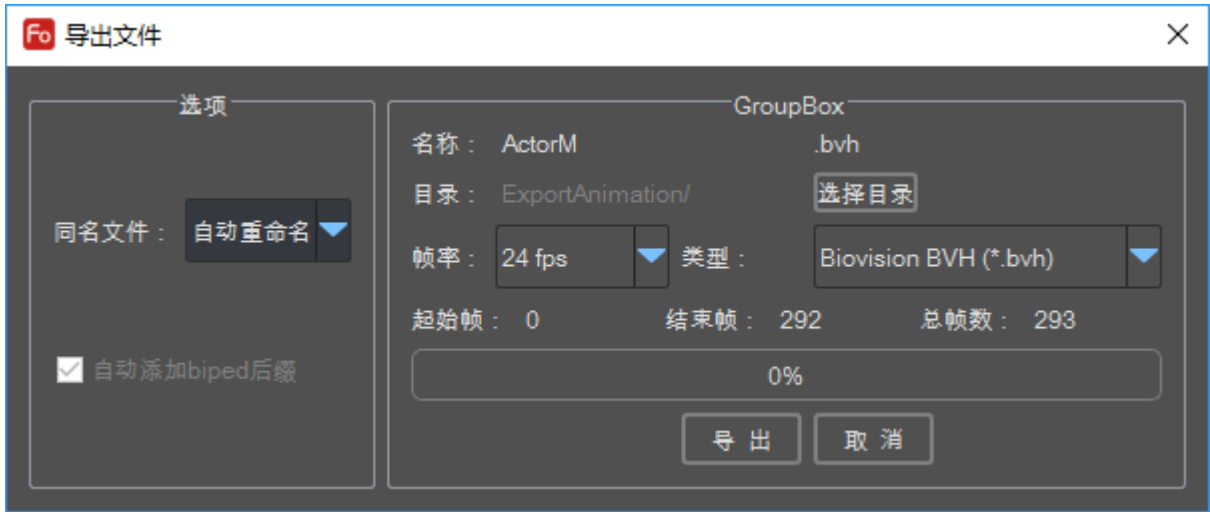 Fo 导出文件
选项
同名文件： 自动重命名
自动添加biped后缀
GroupBox
名称： ActorM .bvh
目录： ExportAnimation/ 选择目录
帧率： 24 fps 类型： Biovision BVH (*.bvh)
起始帧： 0 结束帧： 292 总帧数： 293
0%
导 出 取 消